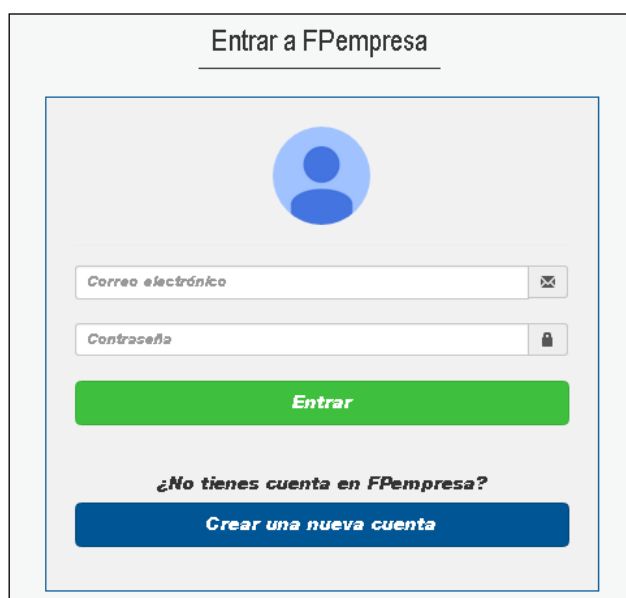 Entrar a FPempresa
Correo electrónico
Contraseña
Entrar
¿No tienes cuenta en FPempresa?
Crear una nueva cuenta